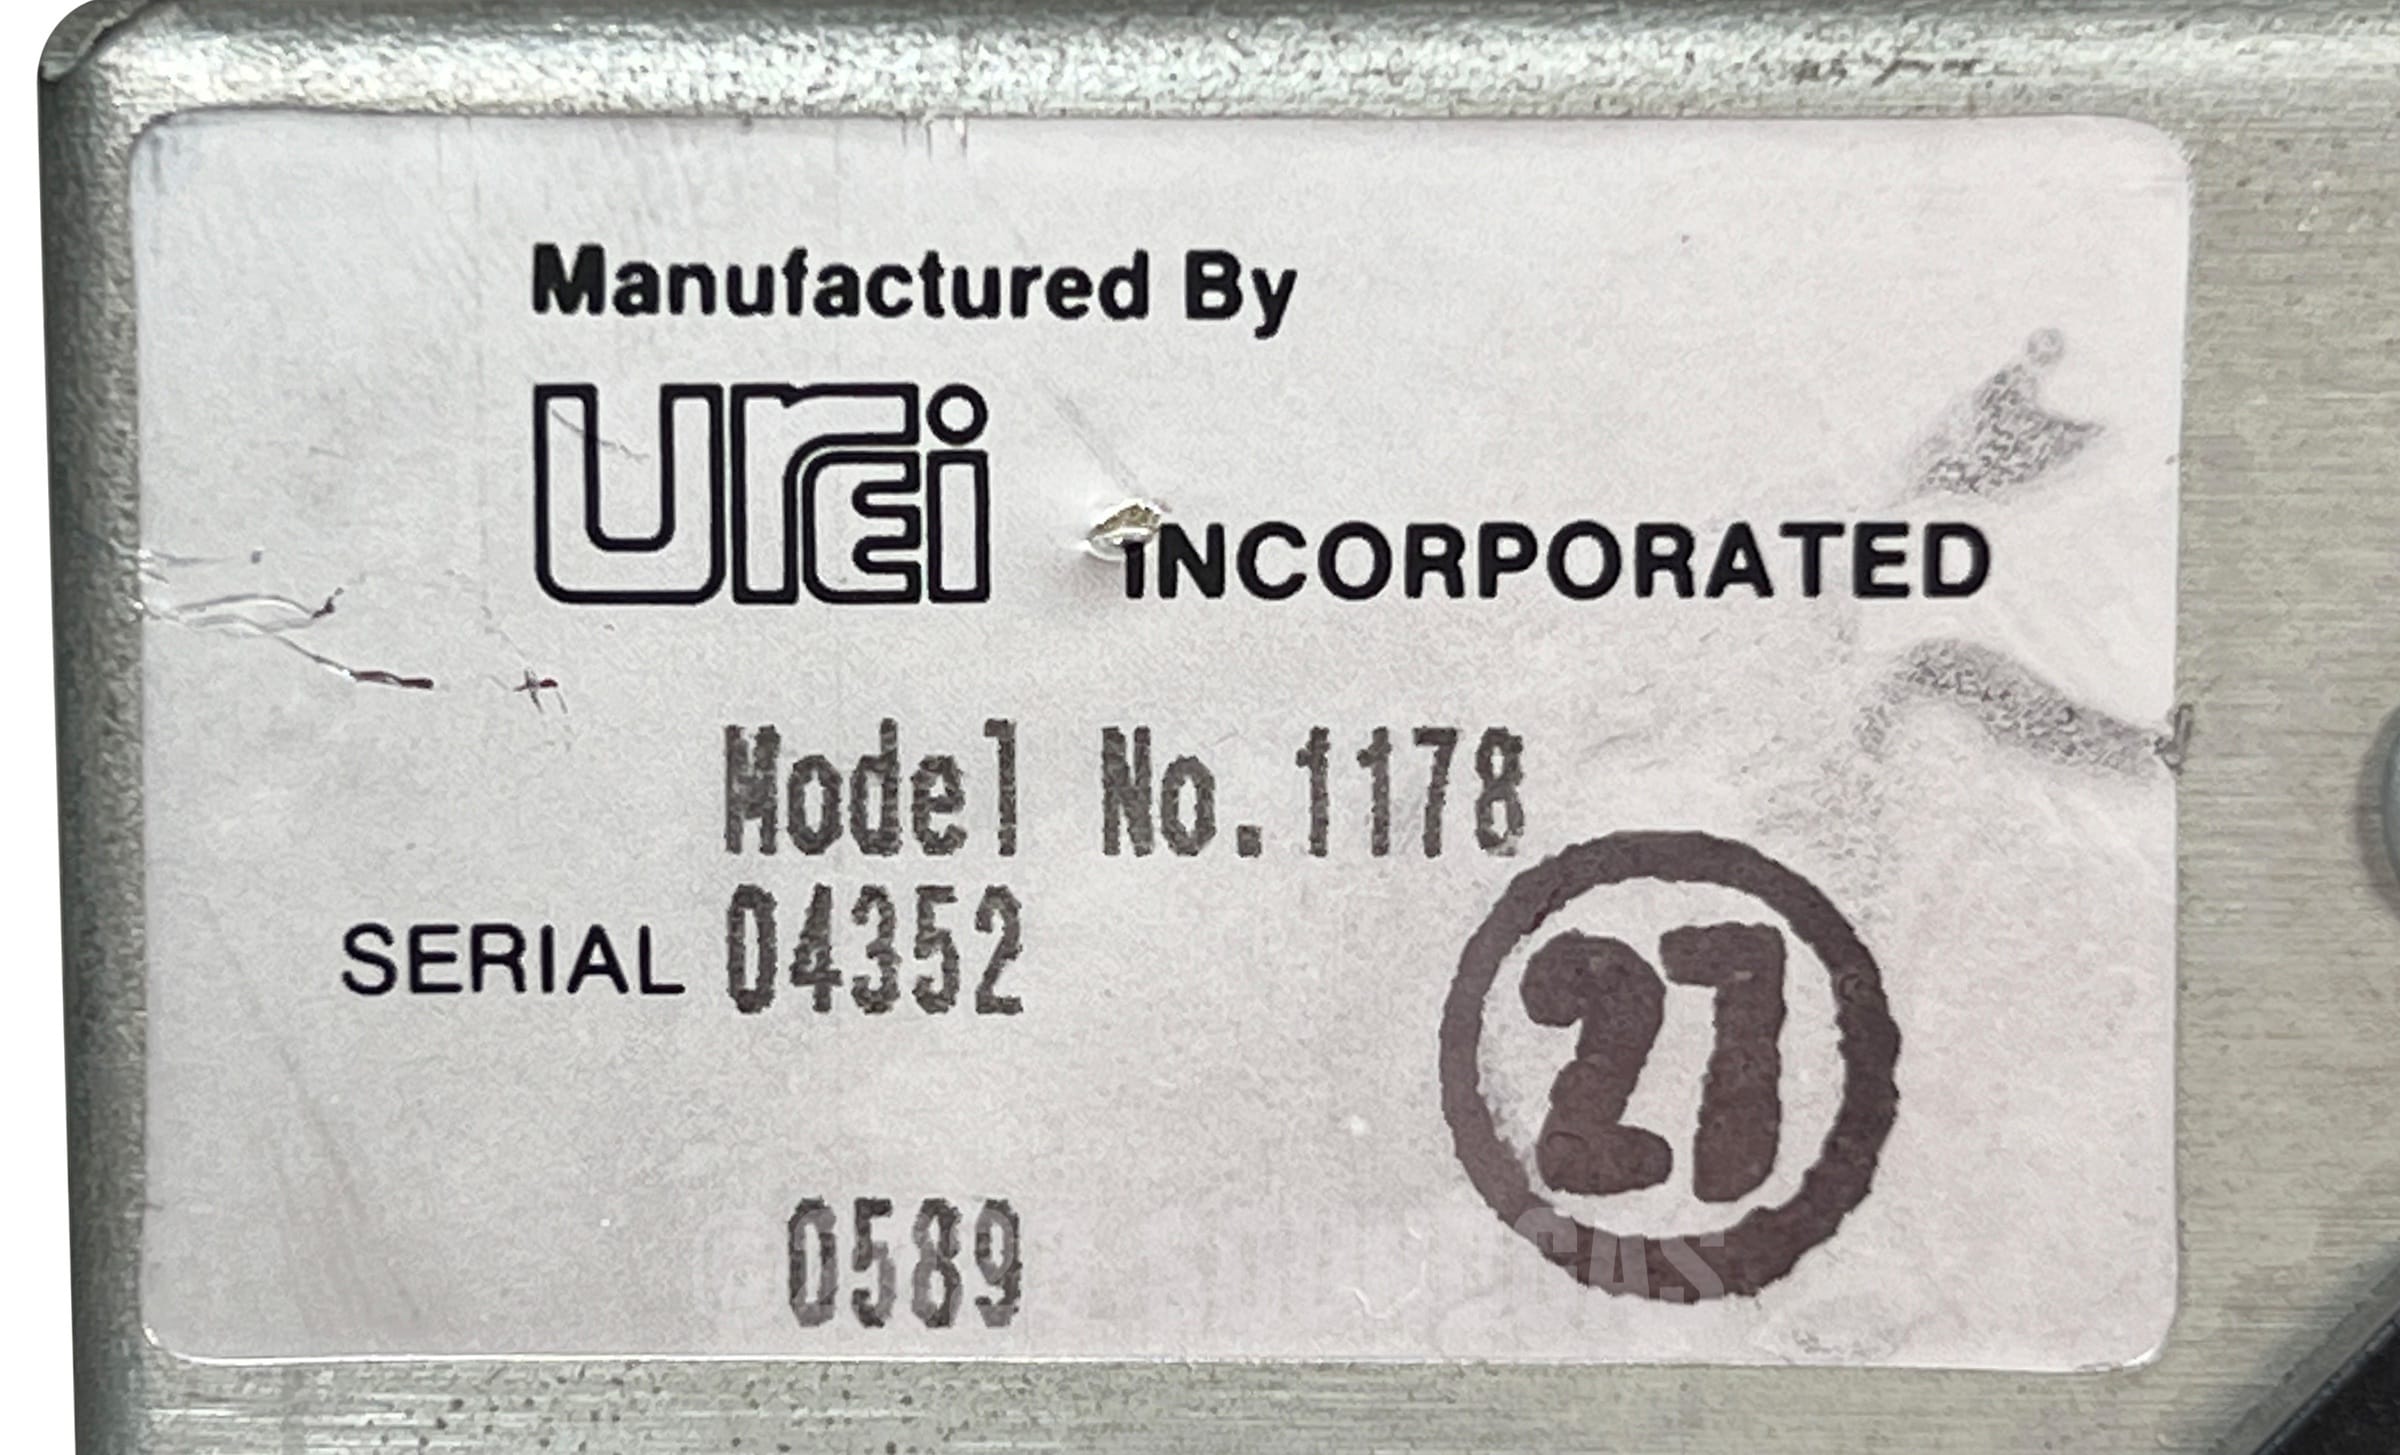 Manufactured By
urei INCORPORATED
Model No.1178
SERIAL 04352
27
0589